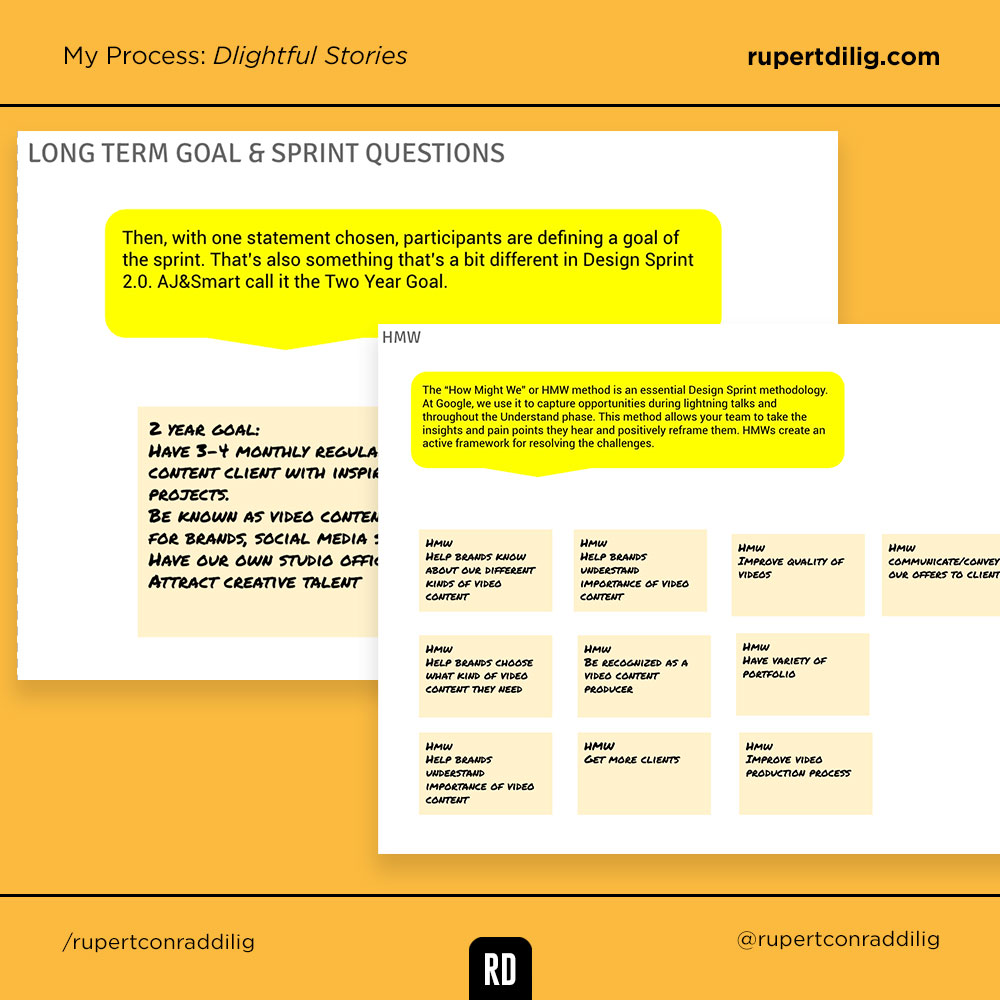 My Process: Dlightful Stories
rupertdilig.com
LONG TERM GOAL & SPRINT QUESTIONS
Then, with one statement chosen, participants are defining a goal of
the sprint. That's also something that's a bit different in Design Sprint
2.0. AJ&Smart call it the Two Year Goal.
2 YEAR GOAL:
HAVE 3-4 MONTHLY
CONTENT CLIENT WITH
PROJECTS.
BE KNOWN AS VIDEO
FOR BRANDS, SOCIAL MEDIA
HAVE OUR OWN STUDIO
ATTRACT CREATIVE TALENT
HMW
The “How Might We” or HMW method is an essential Design Sprint methodology.
At Google, we use it to capture opportunities during lightning talks and
throughout the Understand phase. This method allows your team to take the
insights and pain points they hear and positively reframe them. HMWs create an
active framework for resolving the challenges.
HMW
HELP BRANDS KNOW
ABOUT OUR DIFFERENT
KINDS OF VIDEO
CONTENT
HMW
HELP BRANDS
UNDERSTAND
IMPORTANCE OF VIDEO
CONTENT
HMW
IMPROVE QUALITY OF
VIDEOS
HMW
COMMUNICATE/CONVEY
OUR OFFERS TO CLIENT
HMW
HELP BRANDS CHOOSE
WHAT KIND OF VIDEO
CONTENT THEY NEED
HMW
BE RECOGNIZED AS A
VIDEO CONTENT
PRODUCER
HMW
HAVE VARIETY OF
PORTFOLIO
HMW
HELP BRANDS
UNDERSTAND
IMPORTANCE OF VIDEO
CONTENT
HMW
GET MORE CLIENTS
HMW
IMPROVE VIDEO
PRODUCTION PROCESS
/rupertconraddilig
RD
@rupertconraddilig